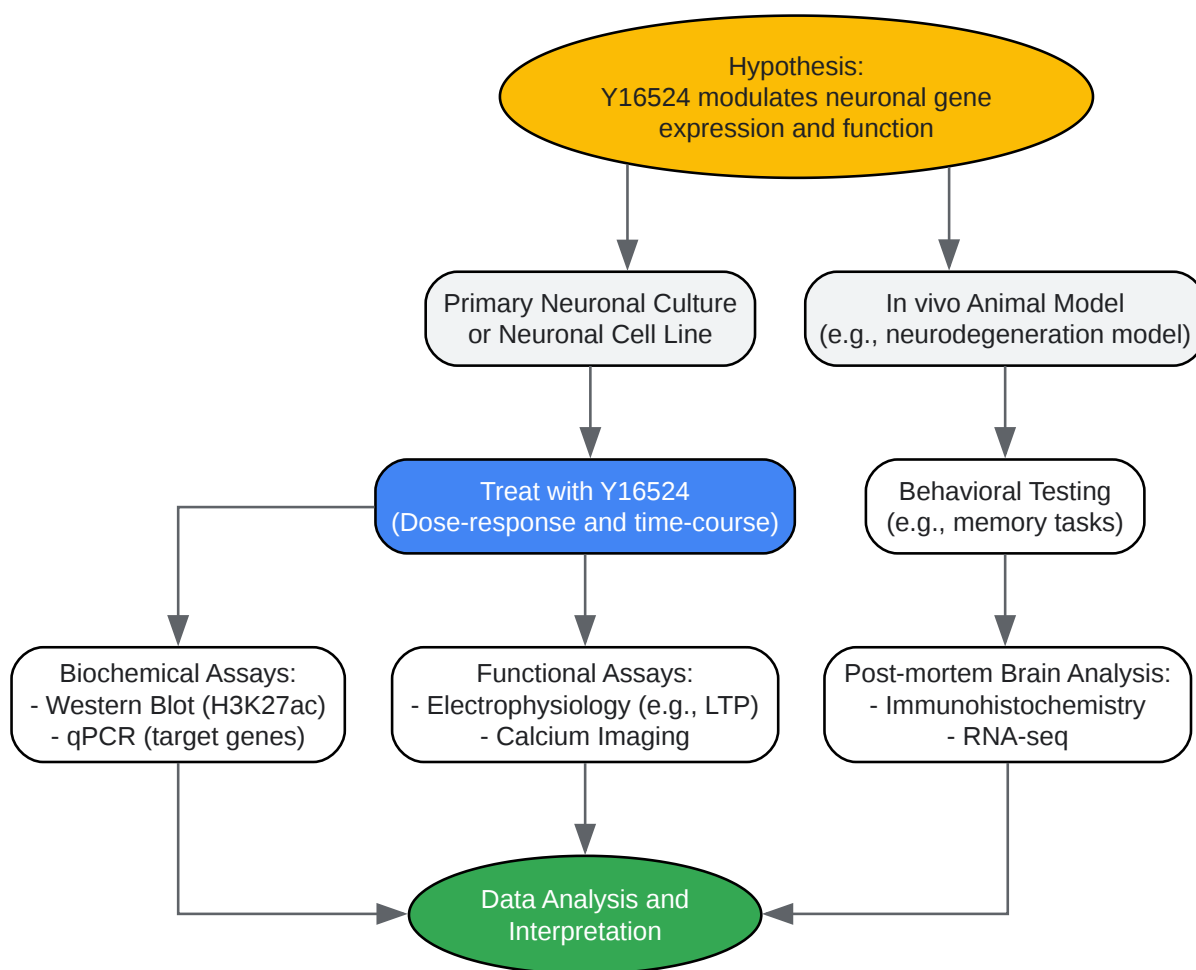 Hypothesis:
Y16524 modulates neuronal gene
expression and function
Primary Neuronal Culture
or Neuronal Cell Line
In vivo Animal Model
(e.g., neurodegeneration model)
Treat with Y16524
(Dose-response and time-course)
Behavioral Testing
(e.g., memory tasks)
Biochemical Assays:
- Western Blot (H3K27ac)
- qPCR (target genes)
Functional Assays:
- Electrophysiology (e.g., LTP)
- Calcium Imaging
Post-mortem Brain Analysis:
- Immunohistochemistry
- RNA-seq
Data Analysis and
Interpretation